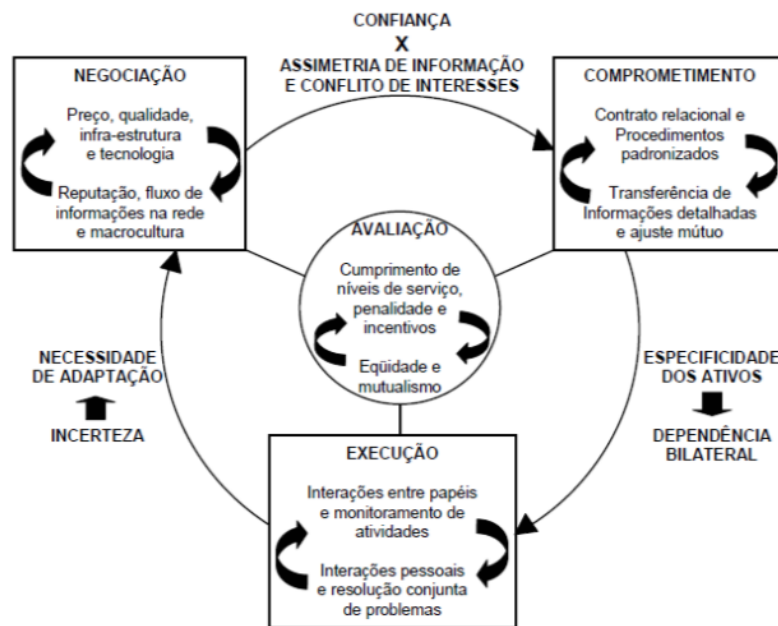 CONFIANÇA
X
ASSIMETRIA DE INFORMAÇÃO
E CONFLITO DE INTERESSES
NEGOCIAÇÃO
Preço, qualidade,
infra-estrutura
e tecnologia
Reputação, fluxo de
informações na rede
e macrocultura
COMPROMETIMENTO
Contrato relacional e
Procedimentos
padronizados
Transferência de
Informações detalhadas
e ajuste mútuo
AVALIAÇÃO
Cumprimento de
níveis de serviço,
penalidade e
incentivos
Eqüidade e
mutualismo
NECESSIDADE
DE ADAPTAÇÃO
INCERTEZA
ESPECIFICIDADE
DOS ATIVOS
DEPENDÊNCIA
BILATERAL
EXECUÇÃO
Interações entre papéis
e monitoramento de
atividades
Interações pessoais
e resolução conjunta
de problemas